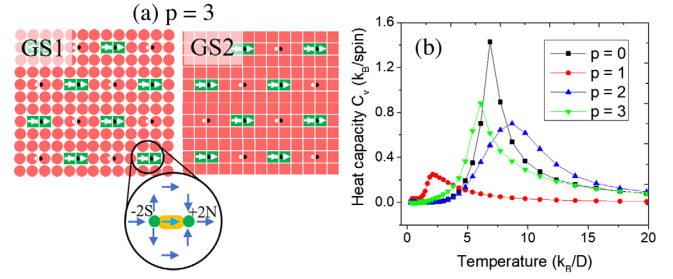 (a) p = 3
GS1
GS2
-2S
+2N
(b)
Heat capacity Cᵥ (k_B/spin)
1.6
1.2
0.8
0.4
0.0
p = 0
p = 1
p = 2
p = 3
0 5 10 15 20
Temperature (k_B/D)